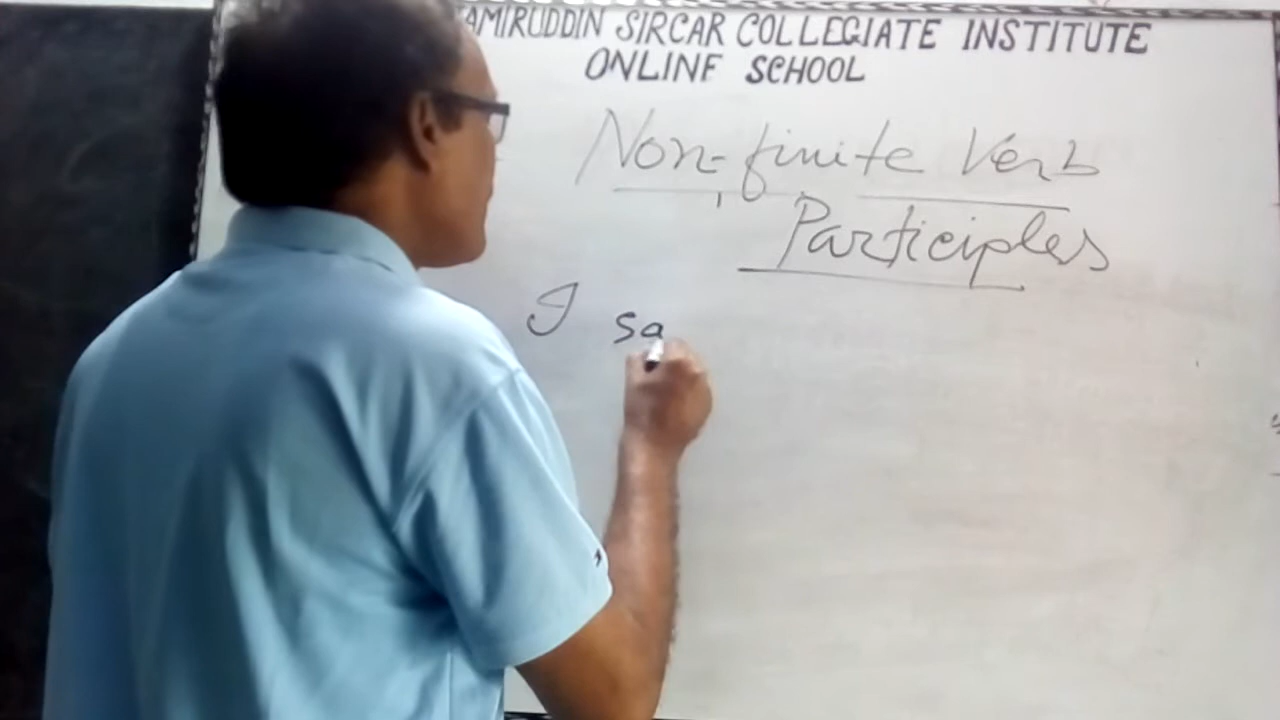 AMIRUDDIN SIRCAR COLLEGIATE INSTITUTE
ONLINE SCHOOL
Non-finite Verb
Participles
I sa